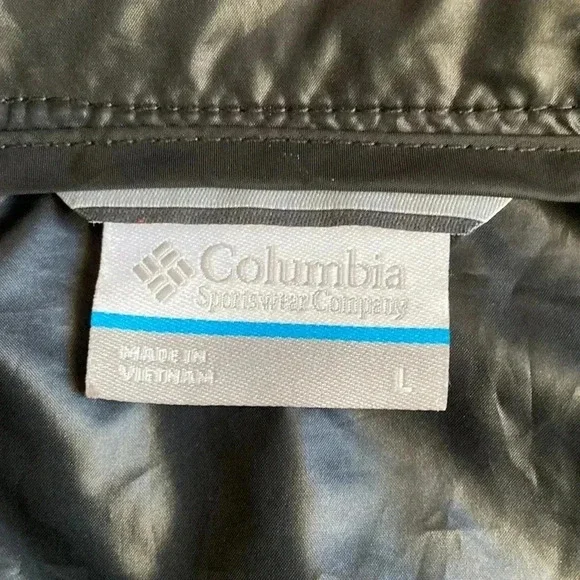 Columbia
Sportswear Company
MADE IN
VIETNAM
L